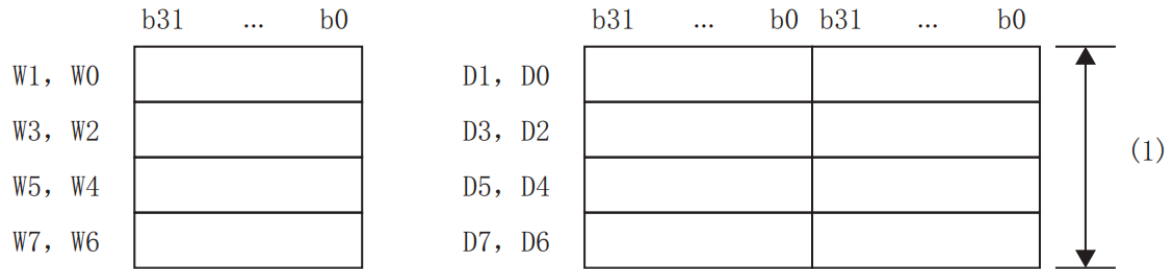 b31 ... b0 b31 ... b0 b31 ... b0
W1, W0 D1, D0
W3, W2 D3, D2
(1)
W5, W4 D5, D4
W7, W6 D7, D6